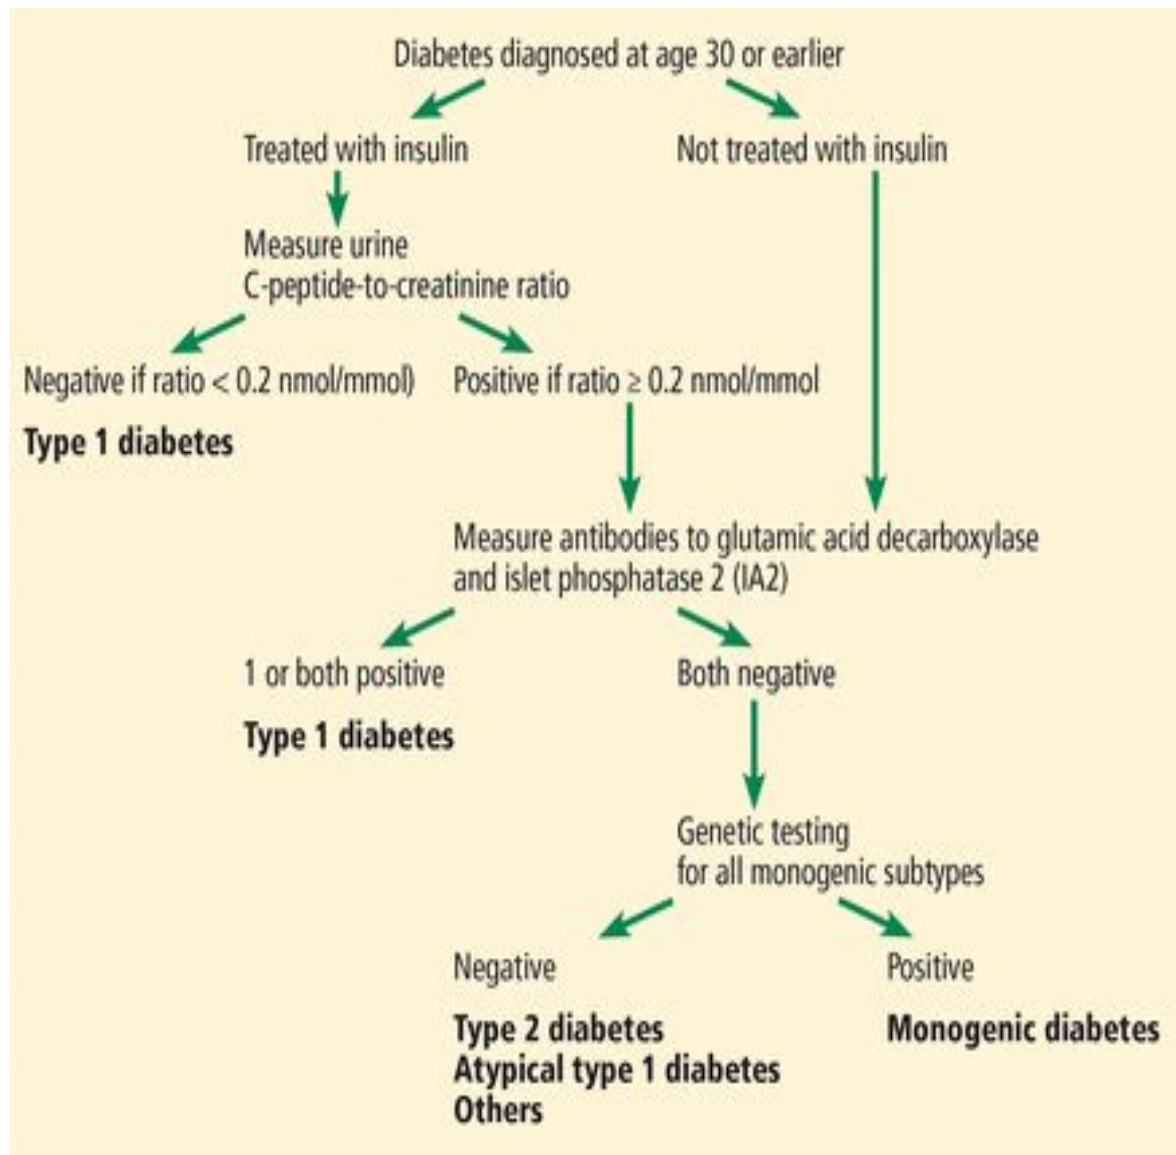 Diabetes diagnosed at age 30 or earlier
Treated with insulin
Not treated with insulin
Measure urine
C-peptide-to-creatinine ratio
Negative if ratio < 0.2 nmol/mmol)
Positive if ratio ≥ 0.2 nmol/mmol
Type 1 diabetes
Measure antibodies to glutamic acid decarboxylase
and islet phosphatase 2 (IA2)
1 or both positive
Both negative
Type 1 diabetes
Genetic testing
for all monogenic subtypes
Negative
Positive
Type 2 diabetes
Monogenic diabetes
Atypical type 1 diabetes
Others